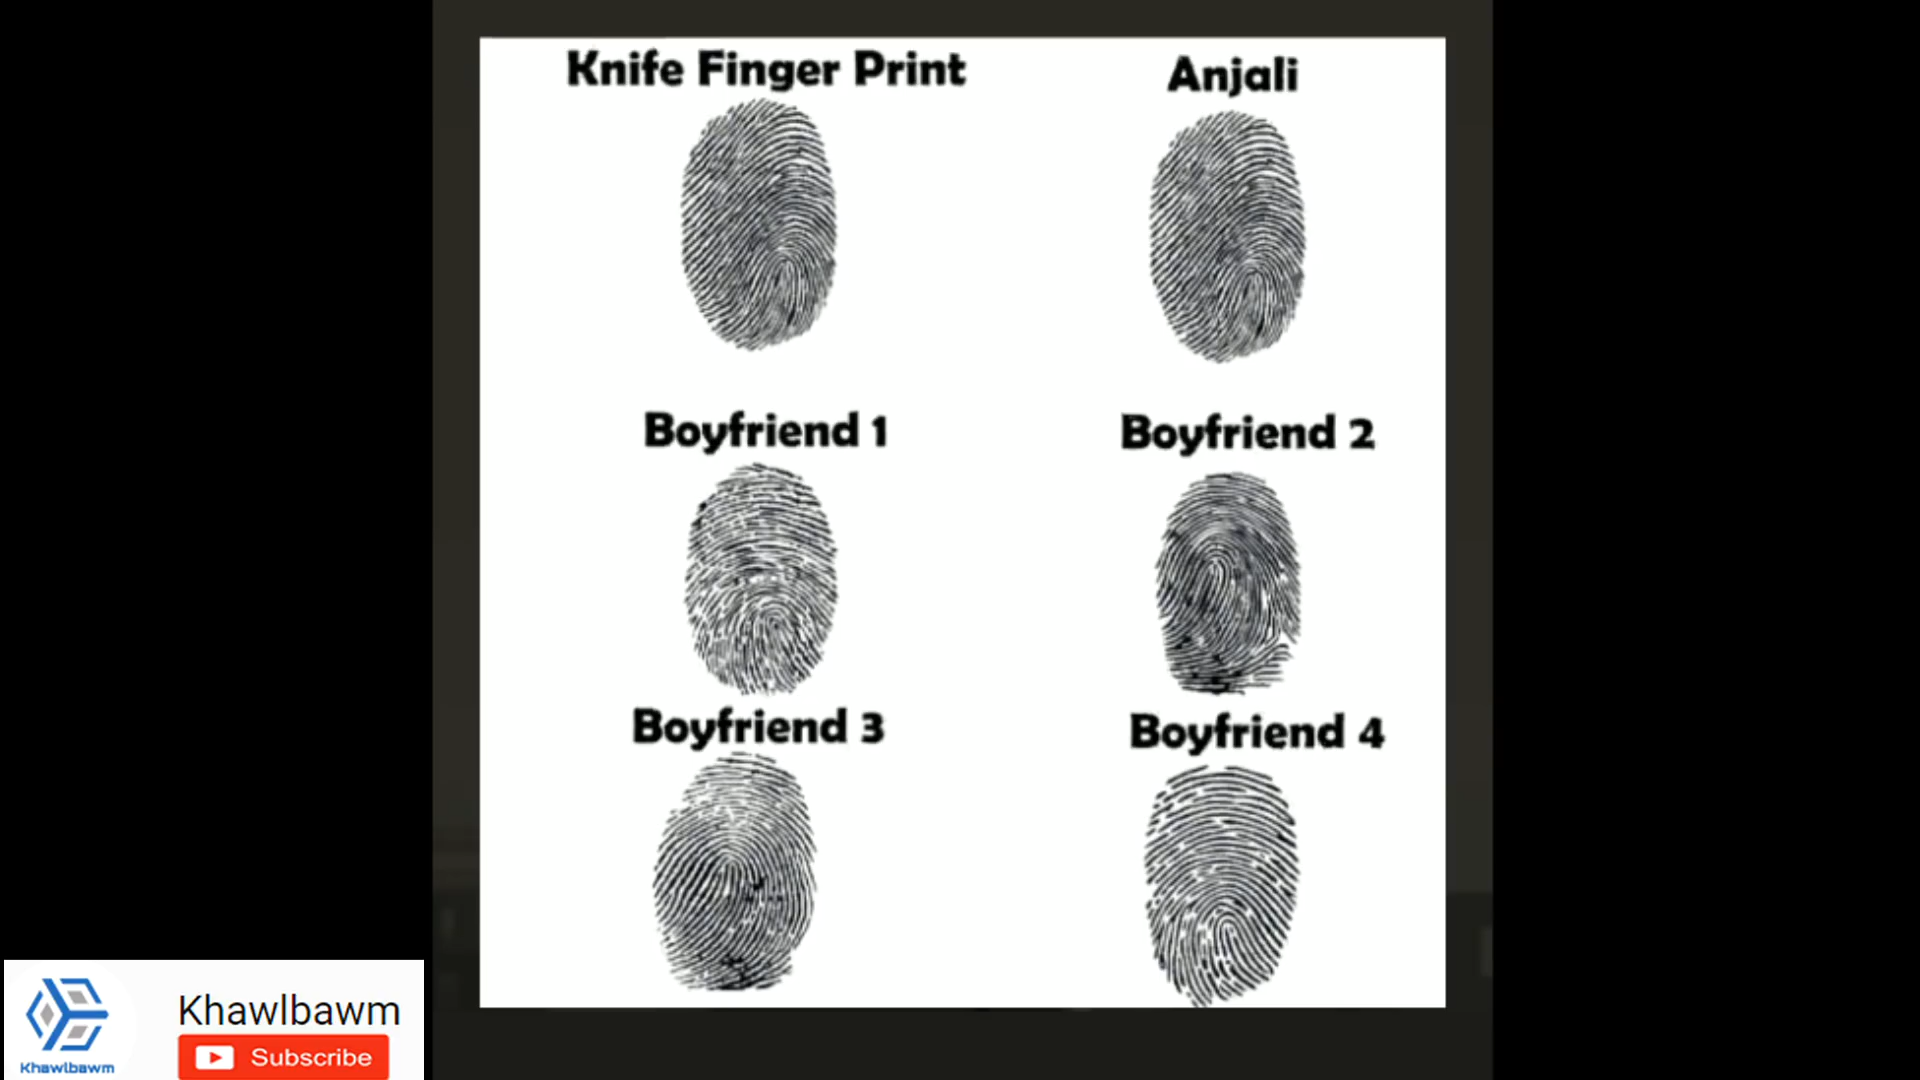 Knife Finger Print
Anjali
Boyfriend 1
Boyfriend 2
Boyfriend 3
Boyfriend 4
Khawlbawm
Khawlbawm
Subscribe